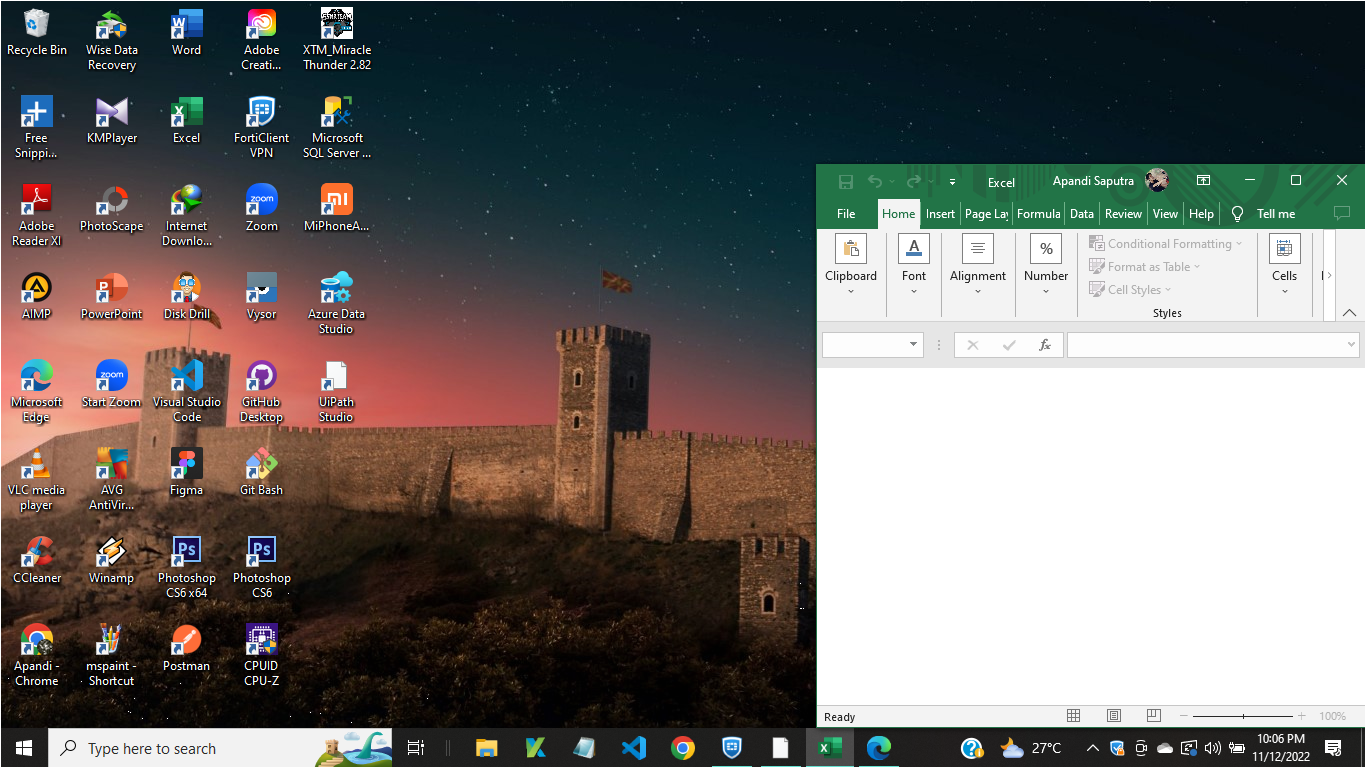 Recycle Bin
Wise Data
Recovery
Word
Adobe
Creati...
XTM_Miracle
Thunder 2.82
Free
Snippi...
KMPlayer
Excel
FortiClient
VPN
Microsoft
SQL Server ...
Adobe
Reader XI
PhotoScape
Internet
Downlo...
zoom
Zoom
MiPhoneA...
AIMP
PowerPoint
Disk Drill
Vysor
Azure Data
Studio
Microsoft
Edge
zoom
Start Zoom
Visual Studio
Code
GitHub
Desktop
UiPath
Studio
VLC media
player
AVG
AntiVir...
Figma
Git Bash
CCleaner
Winamp
Ps
Photoshop
CS6 x64
Ps
Photoshop
CS6
Apandi -
Chrome
mspaint -
Shortcut
Postman
CPUID
CPU-Z
Excel
Apandi Saputra
File Home Insert Page Lay Formula Data Review View Help Tell me
Clipboard
Font
Alignment
Number
Conditional Formatting
Format as Table
Cell Styles
Styles
Cells
fx
Ready
100%
Type here to search
27°C
10:06 PM
11/12/2022